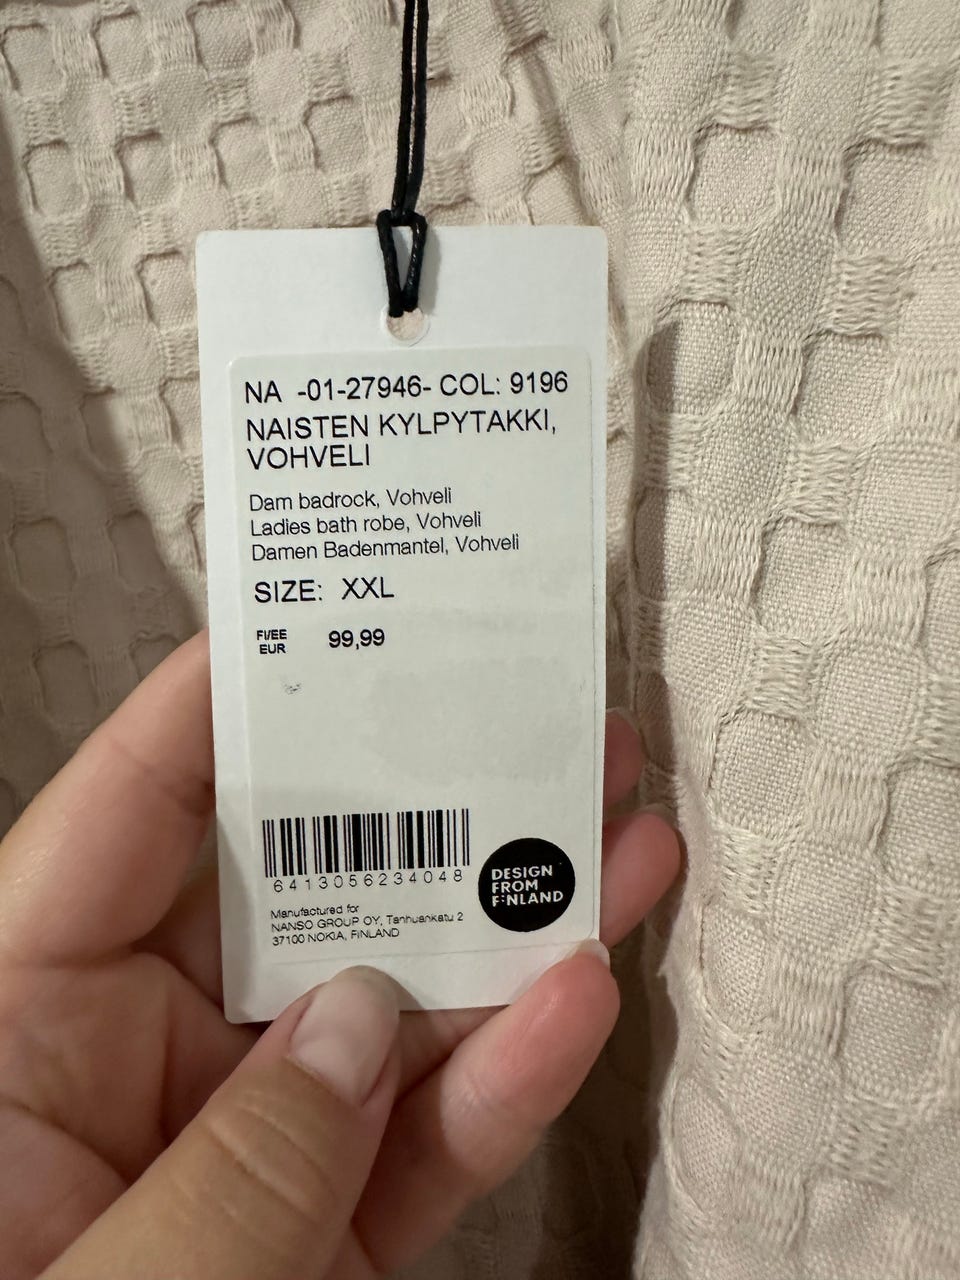 NA -01-27946- COL: 9196
NAISTEN KYLPYTAKKI,
VOHVELI
Dam badrock, Vohveli
Ladies bath robe, Vohveli
Damen Badenmantel, Vohveli
SIZE: XXL
FI/EE
EUR 99,99
6413056234048
Manufactured for
NANSO GROUP OY, Tanhuankatu 2
37100 NOKIA, FINLAND
DESIGN
FROM
F:NLAND